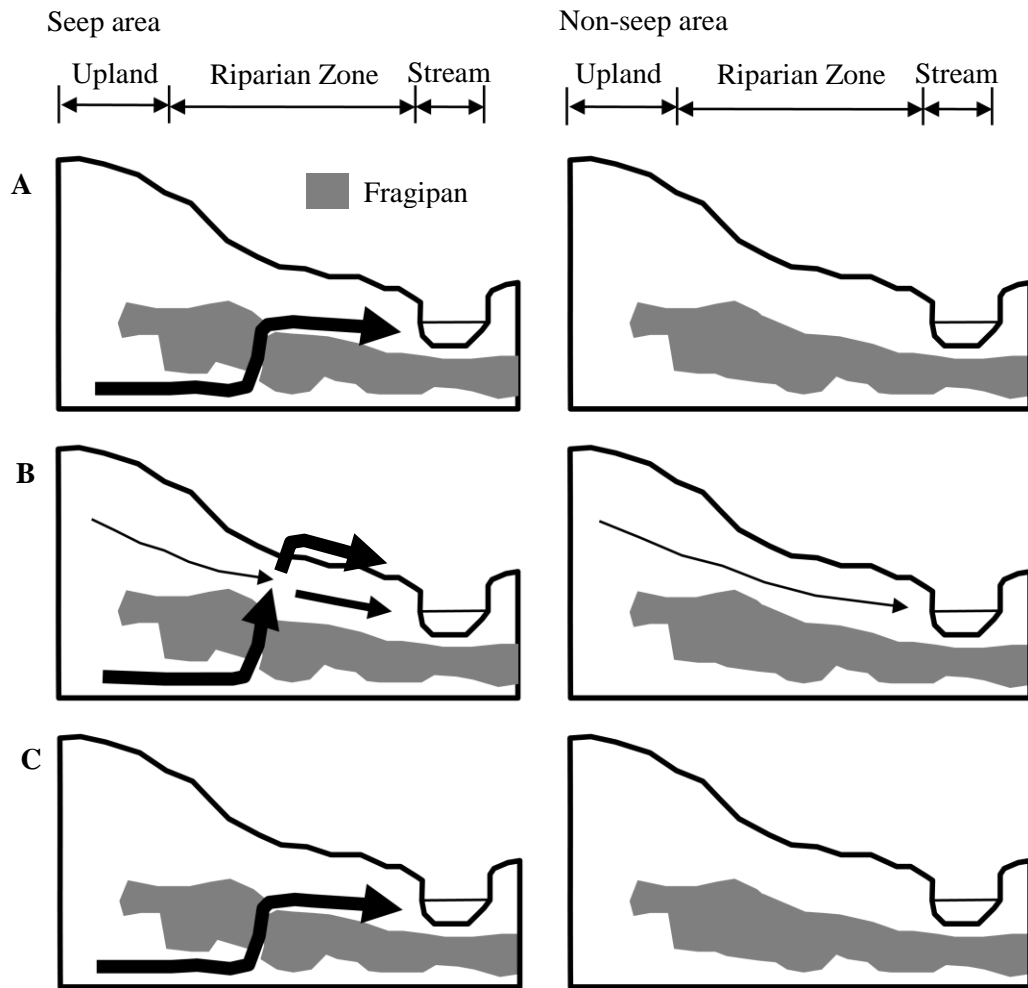 Seep area
Non-seep area
Upland Riparian Zone Stream
Upland Riparian Zone Stream
A
Fragipan
B
C